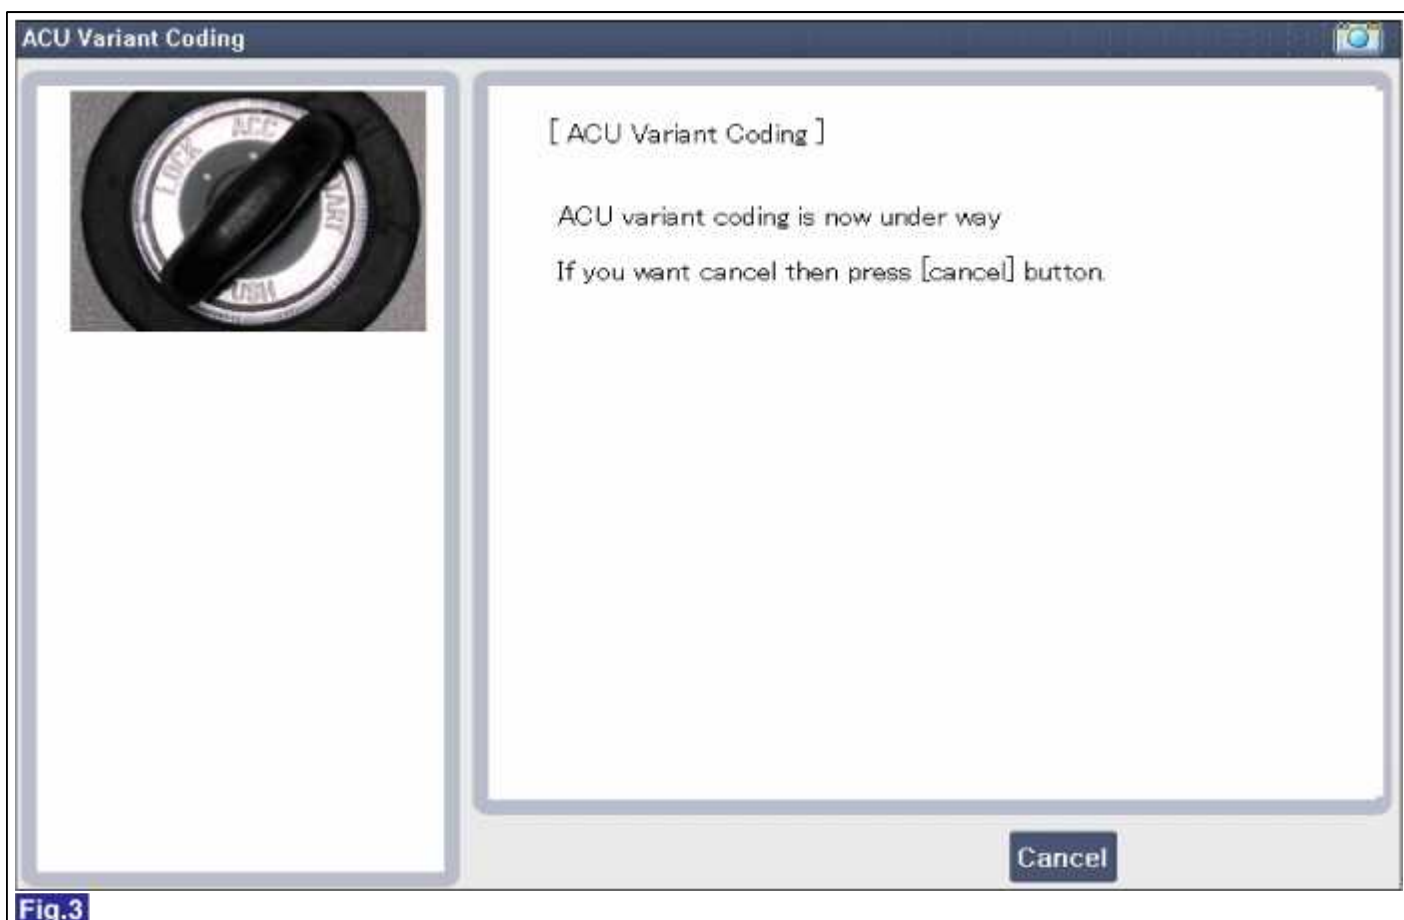 ACU Variant Coding
LOCK
ACC
PUSH
[ ACU Variant Coding ]
ACU variant coding is now under way
If you want cancel then press [cancel] button.
Cancel
Fig.3